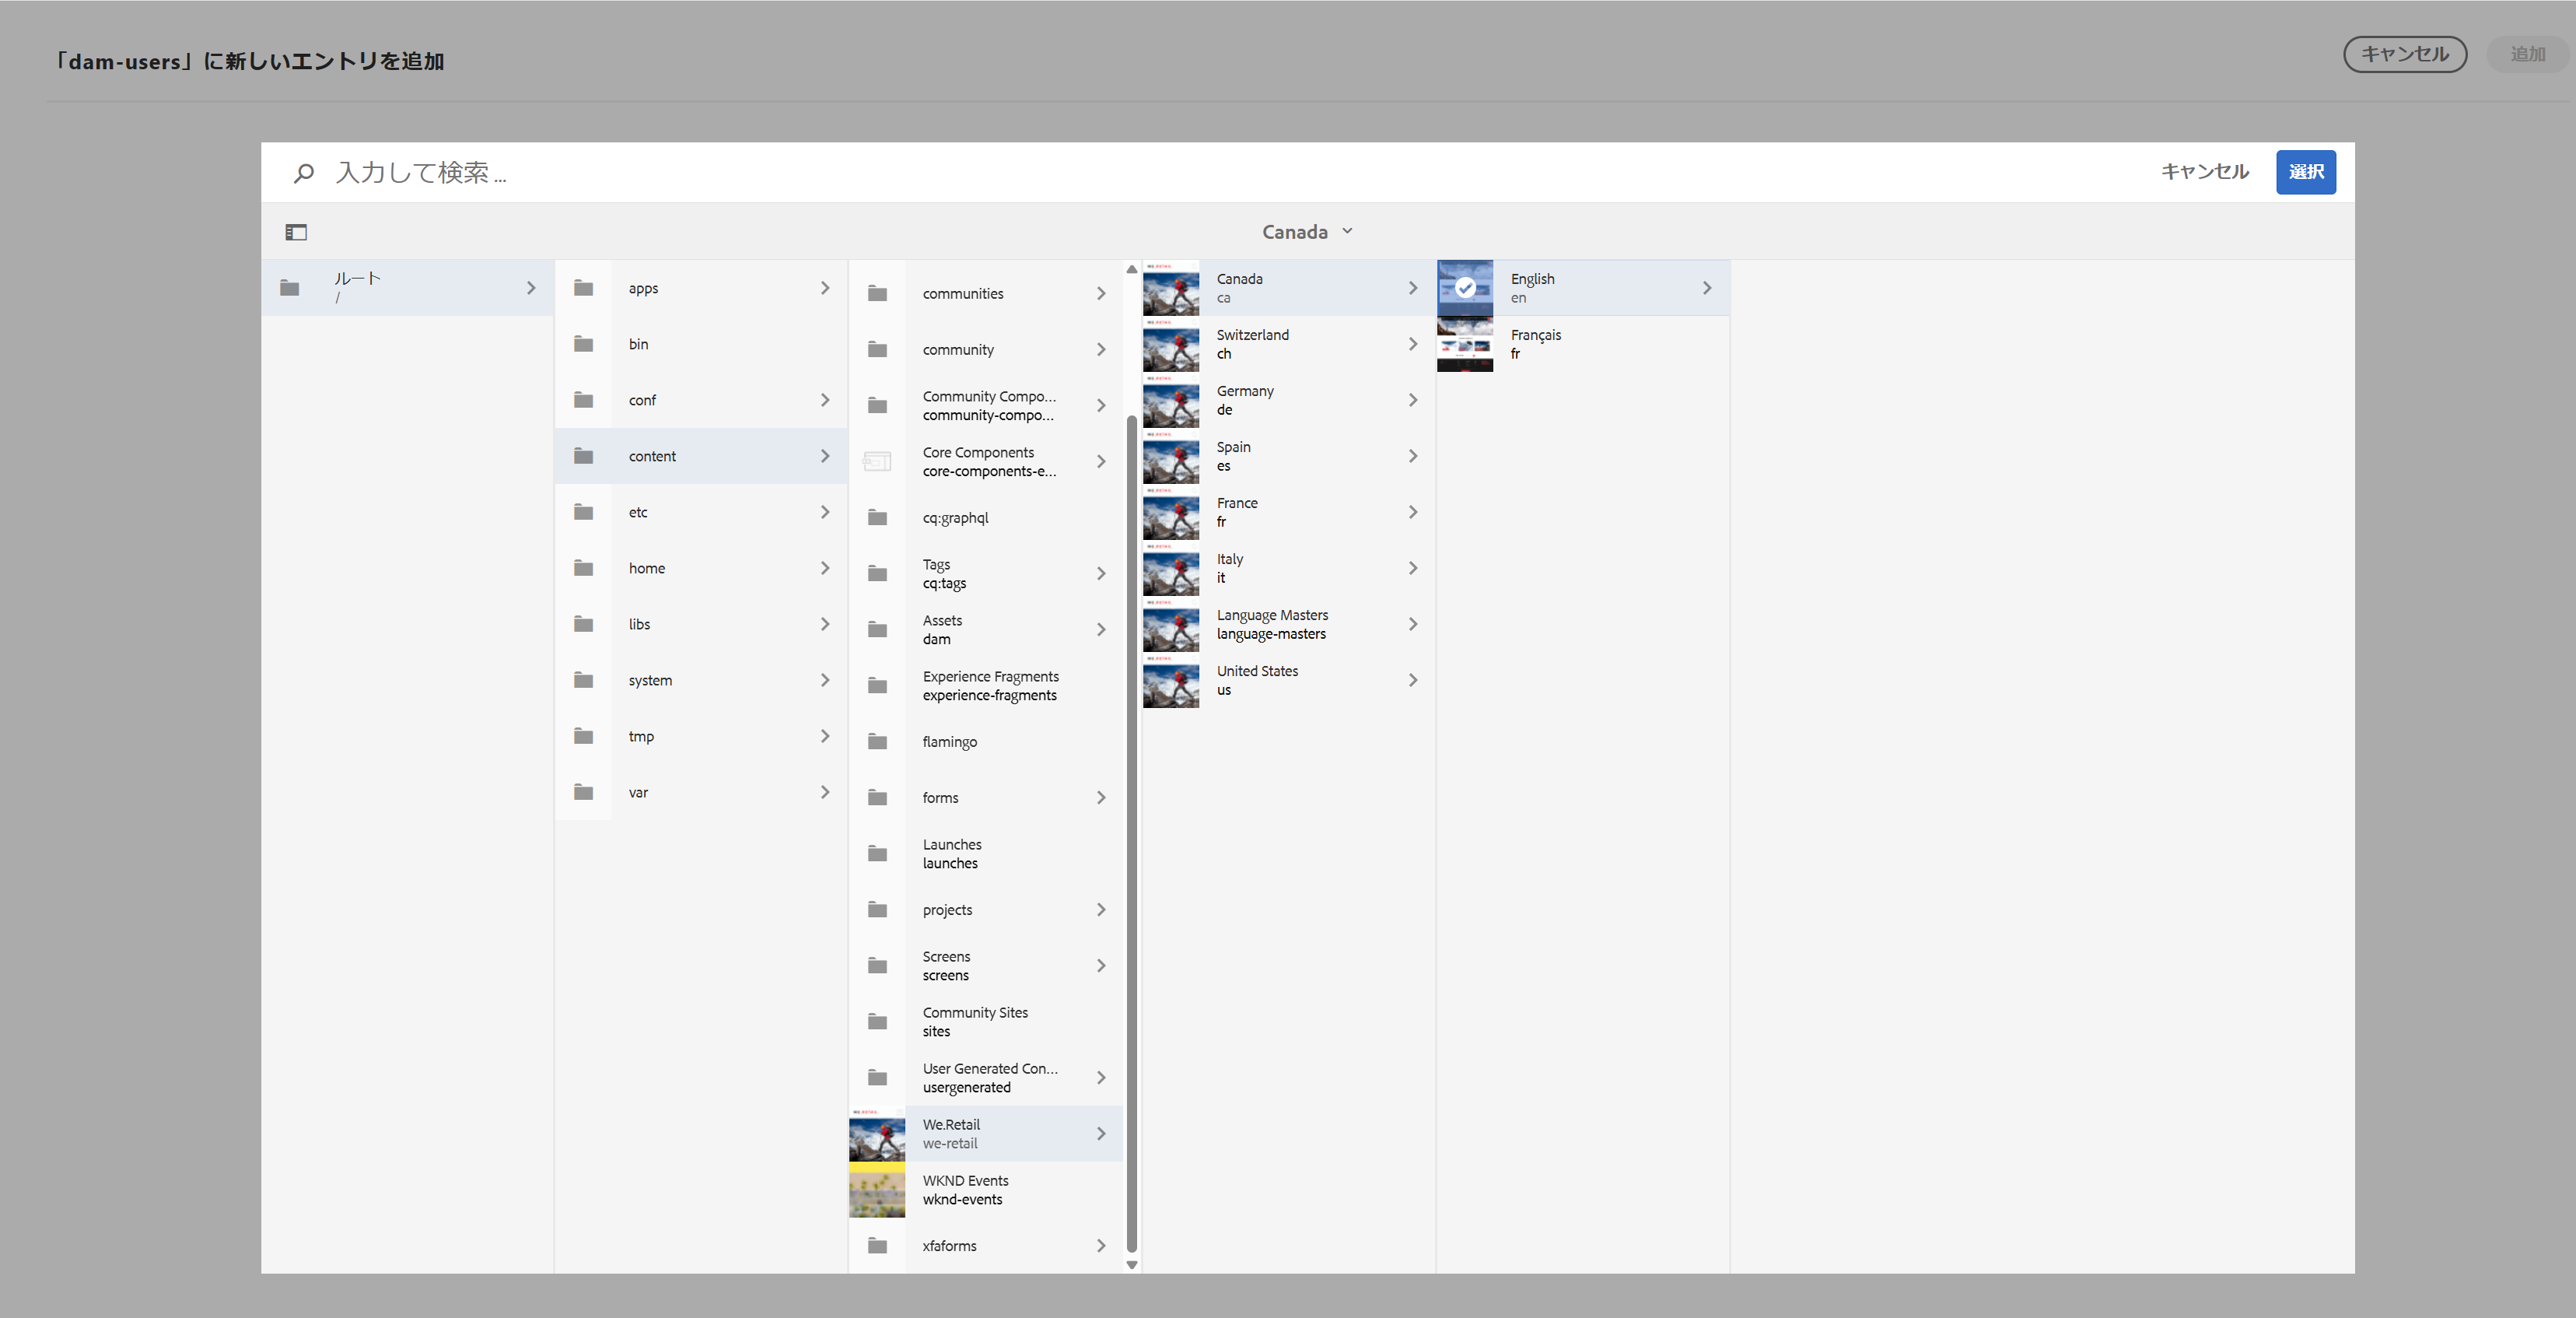 「dam-users」に新しいエントリを追加
キャンセル
追加
入力して検索...
キャンセル
選択
Canada
ルート
/
apps
bin
conf
content
etc
home
libs
system
tmp
var
communities
community
Community Compo...
community-compo...
Core Components
core-components-e...
cq:graphql
Tags
cq:tags
Assets
dam
Experience Fragments
experience-fragments
flamingo
forms
Launches
launches
projects
Screens
screens
Community Sites
sites
User Generated Con...
usergenerated
We.Retail
we-retail
WKND Events
wknd-events
xfaforms
Canada
ca
Switzerland
ch
Germany
de
Spain
es
France
fr
Italy
it
Language Masters
language-masters
United States
us
English
en
Français
fr